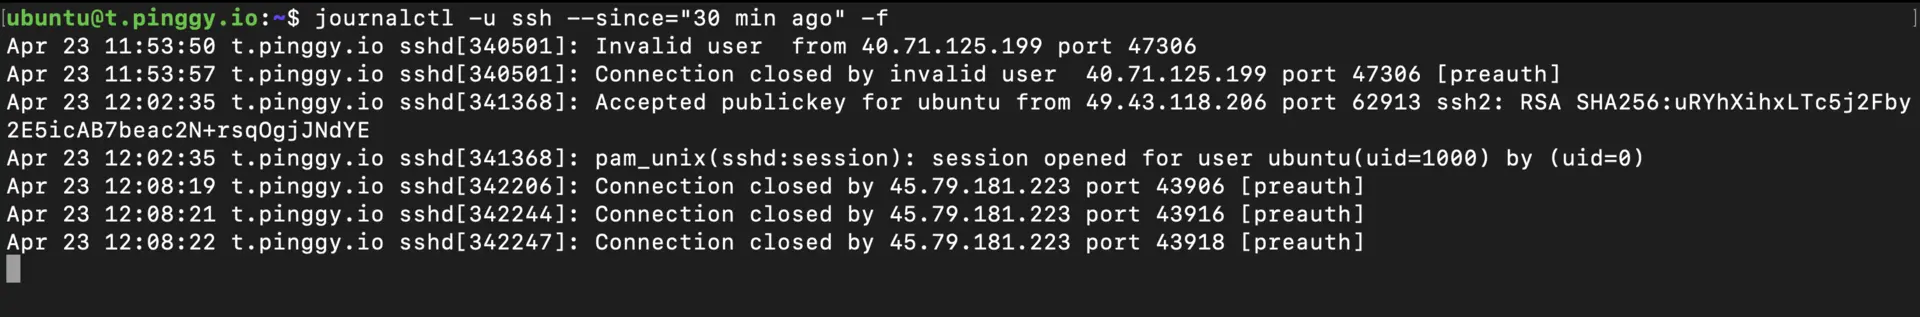 ubuntu@t.pinggy.io:~$ journalctl -u ssh --since="30 min ago" -f
Apr 23 11:53:50 t.pinggy.io sshd[340501]: Invalid user  from 40.71.125.199 port 47306
Apr 23 11:53:57 t.pinggy.io sshd[340501]: Connection closed by invalid user  40.71.125.199 port 47306 [preauth]
Apr 23 12:02:35 t.pinggy.io sshd[341368]: Accepted publickey for ubuntu from 49.43.118.206 port 62913 ssh2: RSA SHA256:uRYhXihxLTc5j2Fby
2E5icAB7beac2N+rsqOgjJNdYE
Apr 23 12:02:35 t.pinggy.io sshd[341368]: pam_unix(sshd:session): session opened for user ubuntu(uid=1000) by (uid=0)
Apr 23 12:08:19 t.pinggy.io sshd[342206]: Connection closed by 45.79.181.223 port 43906 [preauth]
Apr 23 12:08:21 t.pinggy.io sshd[342244]: Connection closed by 45.79.181.223 port 43916 [preauth]
Apr 23 12:08:22 t.pinggy.io sshd[342247]: Connection closed by 45.79.181.223 port 43918 [preauth]